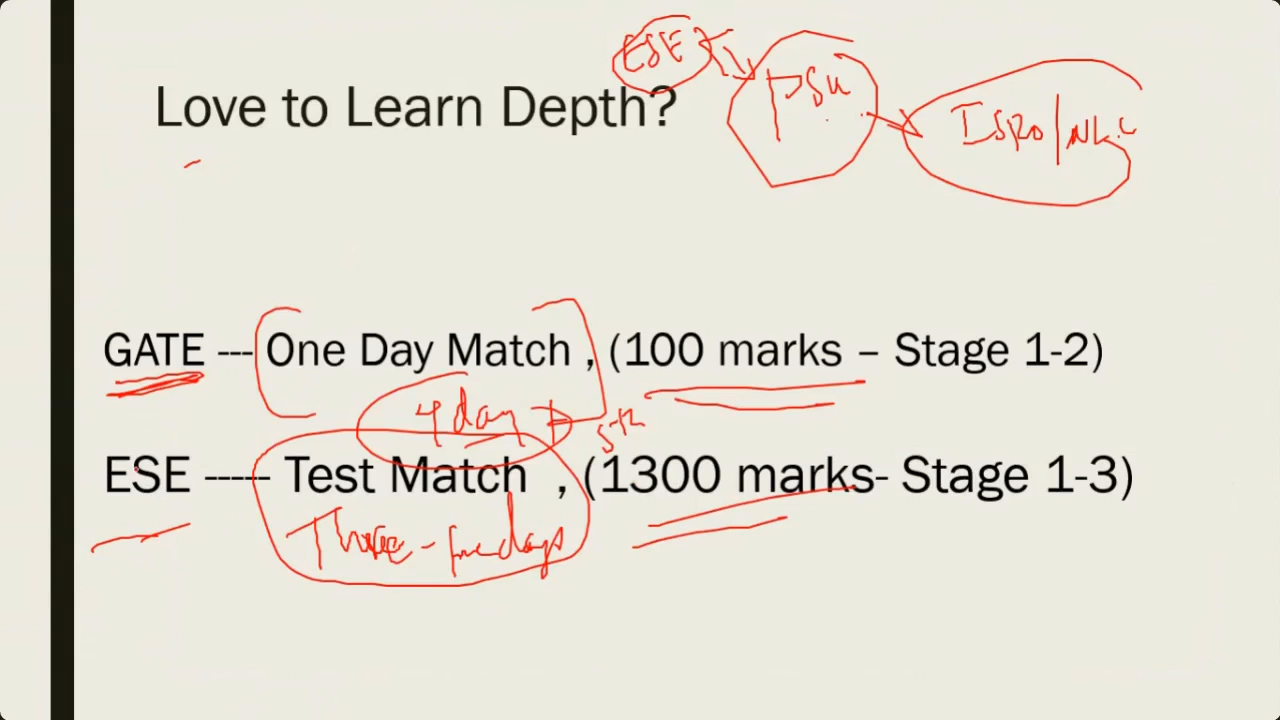 ESE
PSU
ISRO/
Love to Learn Depth?
GATE --- One Day Match , (100 marks – Stage 1-2)
4 day
5th
ESE ----- Test Match , (1300 marks- Stage 1-3)
Three - five days